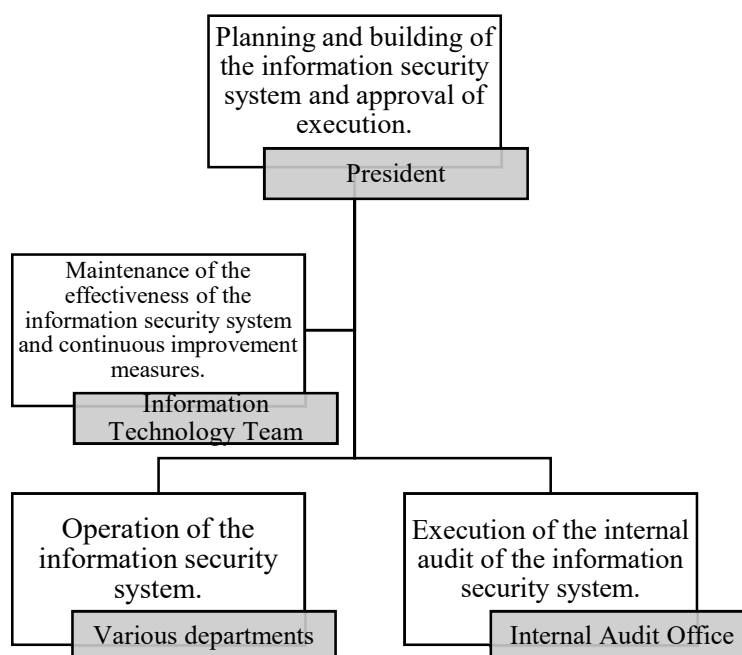 Planning and building of
the information security
system and approval of
execution.
President
Maintenance of the
effectiveness of the
information security system
and continuous improvement
measures.
Information
Technology Team
Operation of the
information security
system.
Various departments
Execution of the internal
audit of the information
security system.
Internal Audit Office